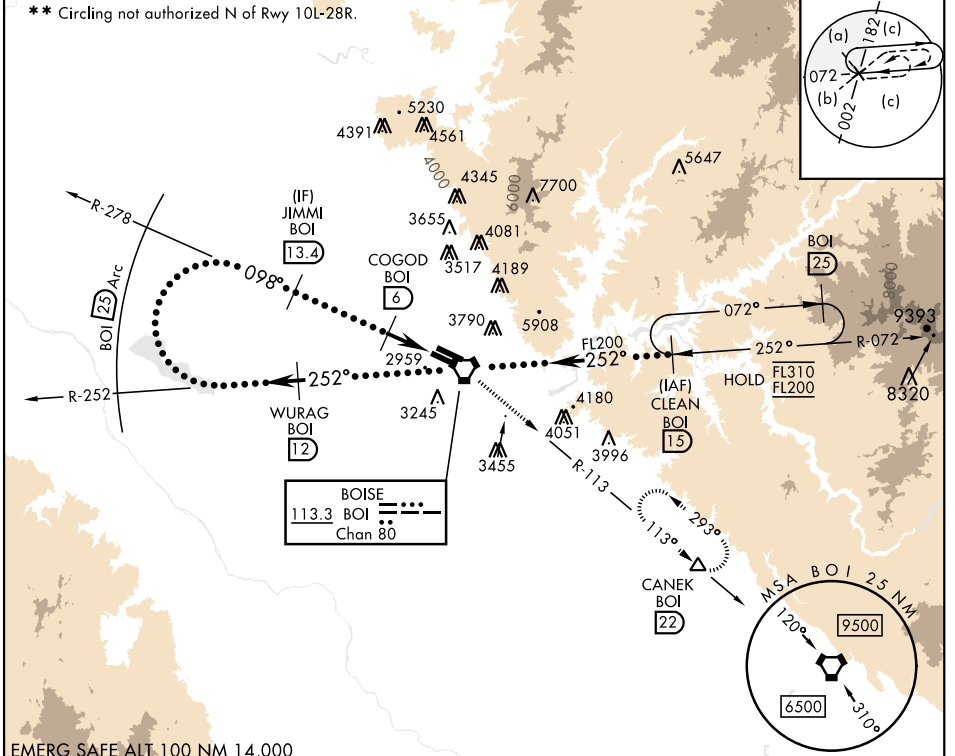 ** Circling not authorized N of Rwy 10L-28R.
(a)
182
(c)
072
(b)
002
(c)
5230
4391
4561
4000
4345
6000
7700
5647
3655
4081
3517
4189
3790
5908
R-278
(IF)
JIMMI
BOI
13.4
098°
COGOD
BOI
6
BOI 25 Arc
2959
BOI
25
8000
072°
9393
252°
R-072
FL200
252°
HOLD
FL310
FL200
8320
(IAF)
CLEAN
BOI
15
R-252
252°
WURAG
BOI
12
3245
4180
4051
3996
3455
R-113
BOISE
113.3 BOI
Chan 80
293°
113°
CANEK
BOI
22
MSA BOI 25 NM
120°
9500
6500
310°
EMERG SAFE ALT 100 NM 14,000